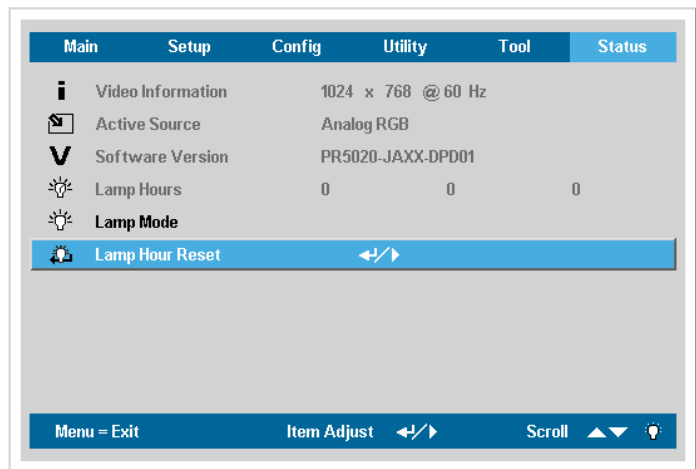 Main Setup Config Utility Tool Status
i Video Information 1024 x 768 @ 60 Hz
Active Source Analog RGB
V Software Version PR5020-JAXX-DPD01
Lamp Hours 0 0 0
Lamp Mode
Lamp Hour Reset /
Menu = Exit Item Adjust / Scroll